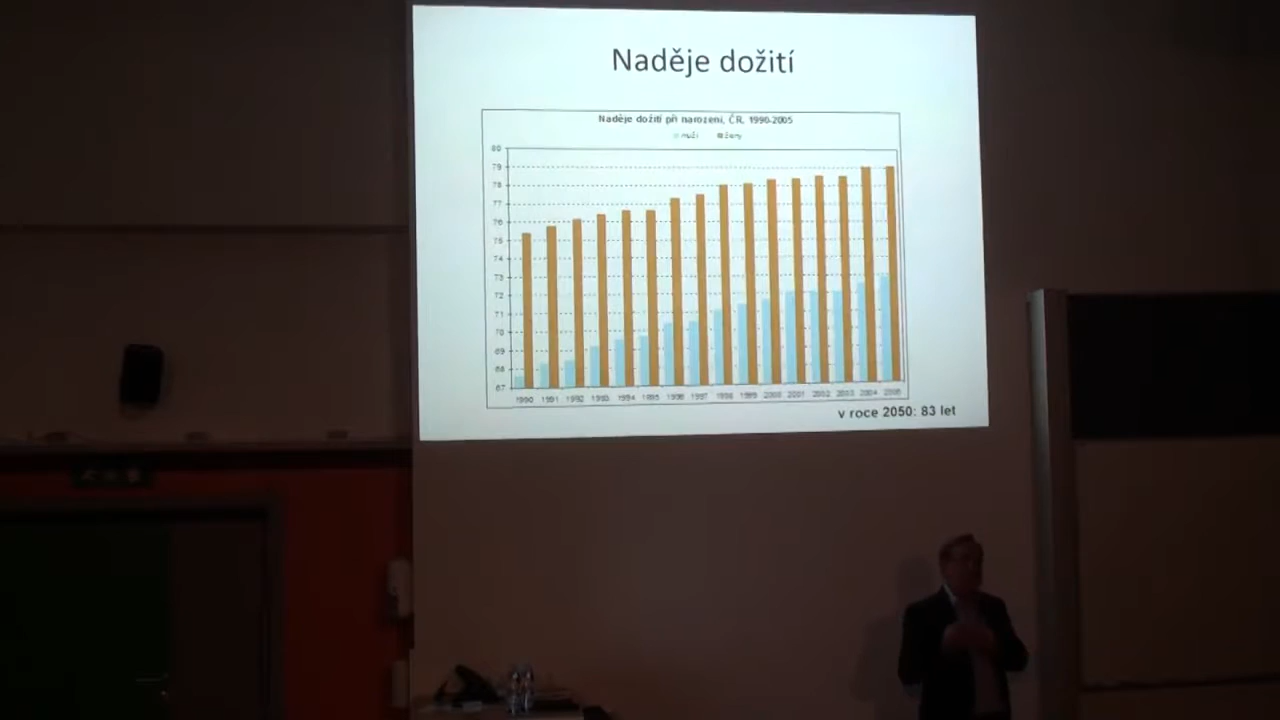 Naděje dožití
Naděje dožití při narození, ČR, 1990-2005
muži ženy
80
79
78
77
76
75
74
73
72
71
70
69
68
67
1990 1991 1992 1993 1994 1995 1996 1997 1998 1999 2000 2001 2002 2003 2004 2005
v roce 2050: 83 let